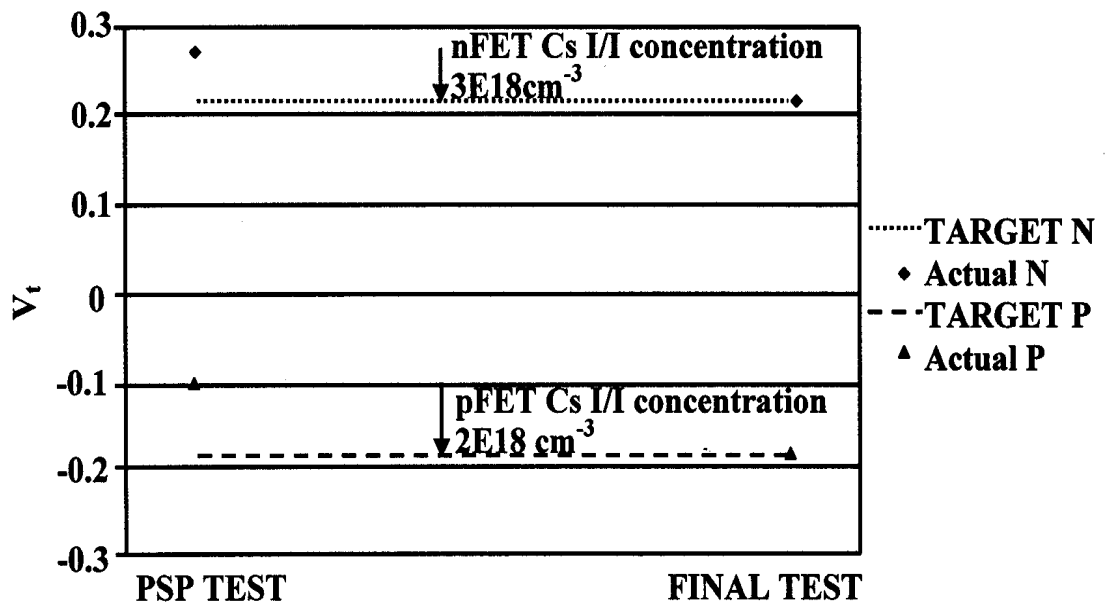 0.3
nFET Cs I/I concentration
3E18cm-3
0.2
0.1
TARGET N
Actual N
Vt
0
TARGET P
Actual P
-0.1
pFET Cs I/I concentration
2E18 cm-3
-0.2
-0.3
PSP TEST
FINAL TEST